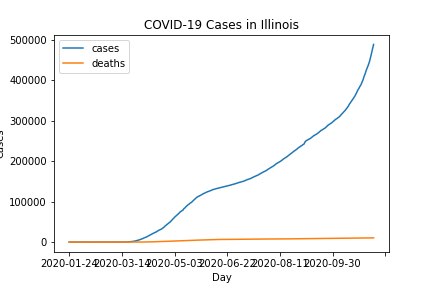 COVID-19 Cases in Illinois
cases
deaths
500000
400000
300000
200000
100000
0
cases
2020-01-24 2020-03-14 2020-05-03 2020-06-22 2020-08-11 2020-09-30
Day